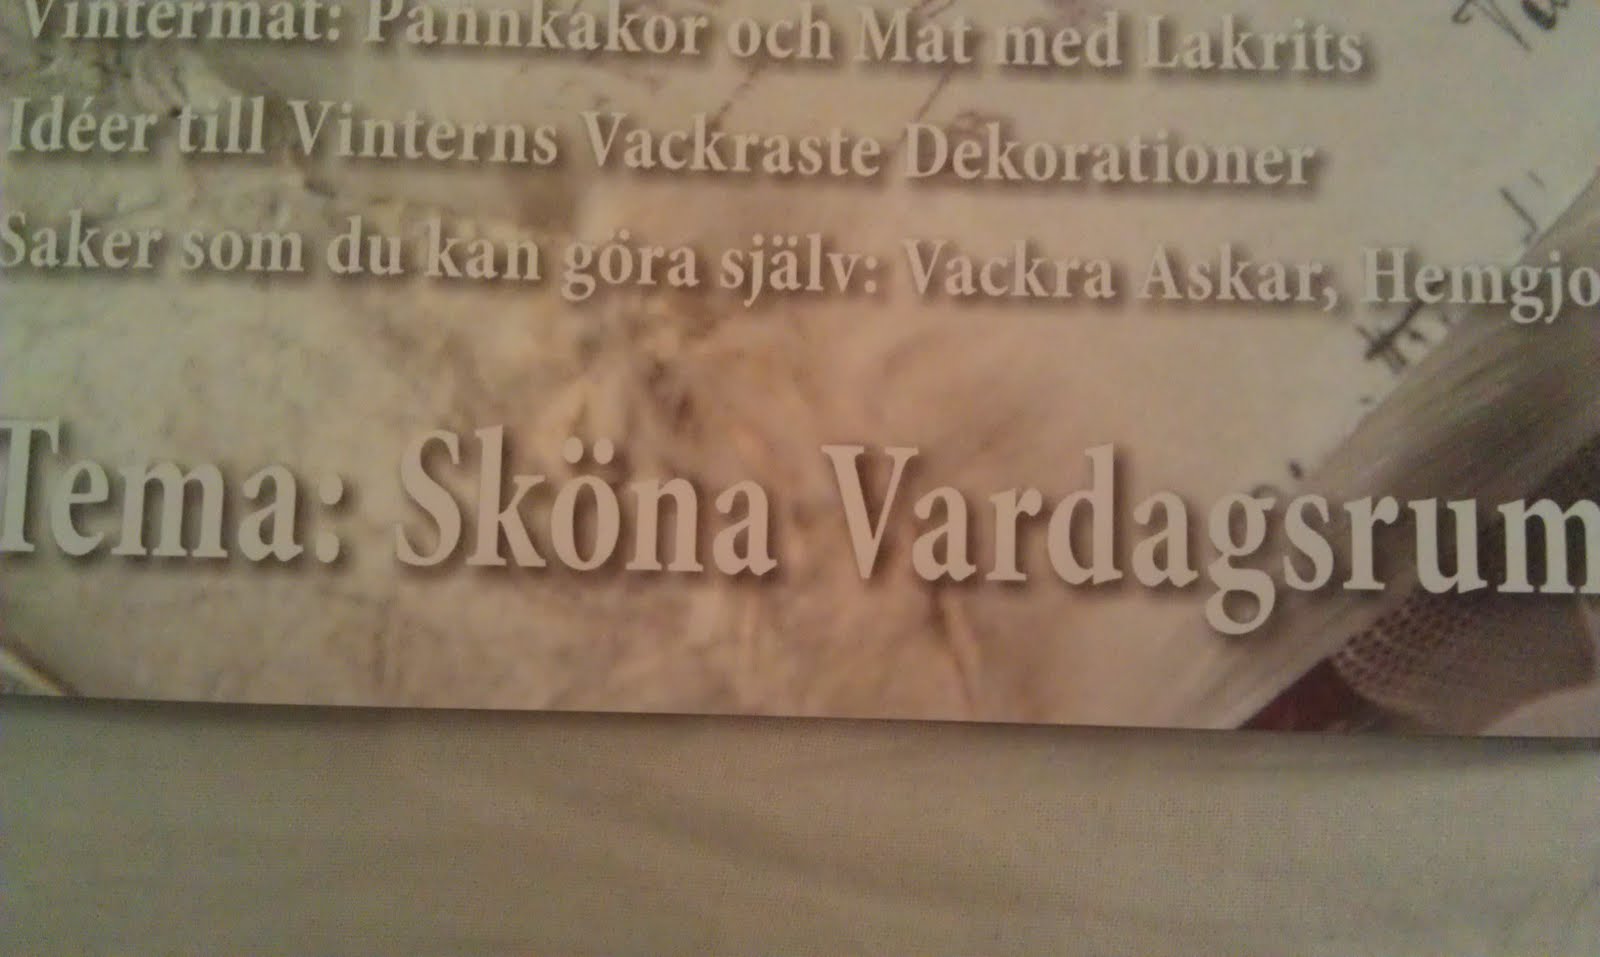 Vintermat: Pannkakor och Mat med Lakrits
Idéer till Vinterns Vackraste Dekorationer
Saker som du kan göra själv: Vackra Askar, Hemgjo
Tema: Sköna Vardagsrum